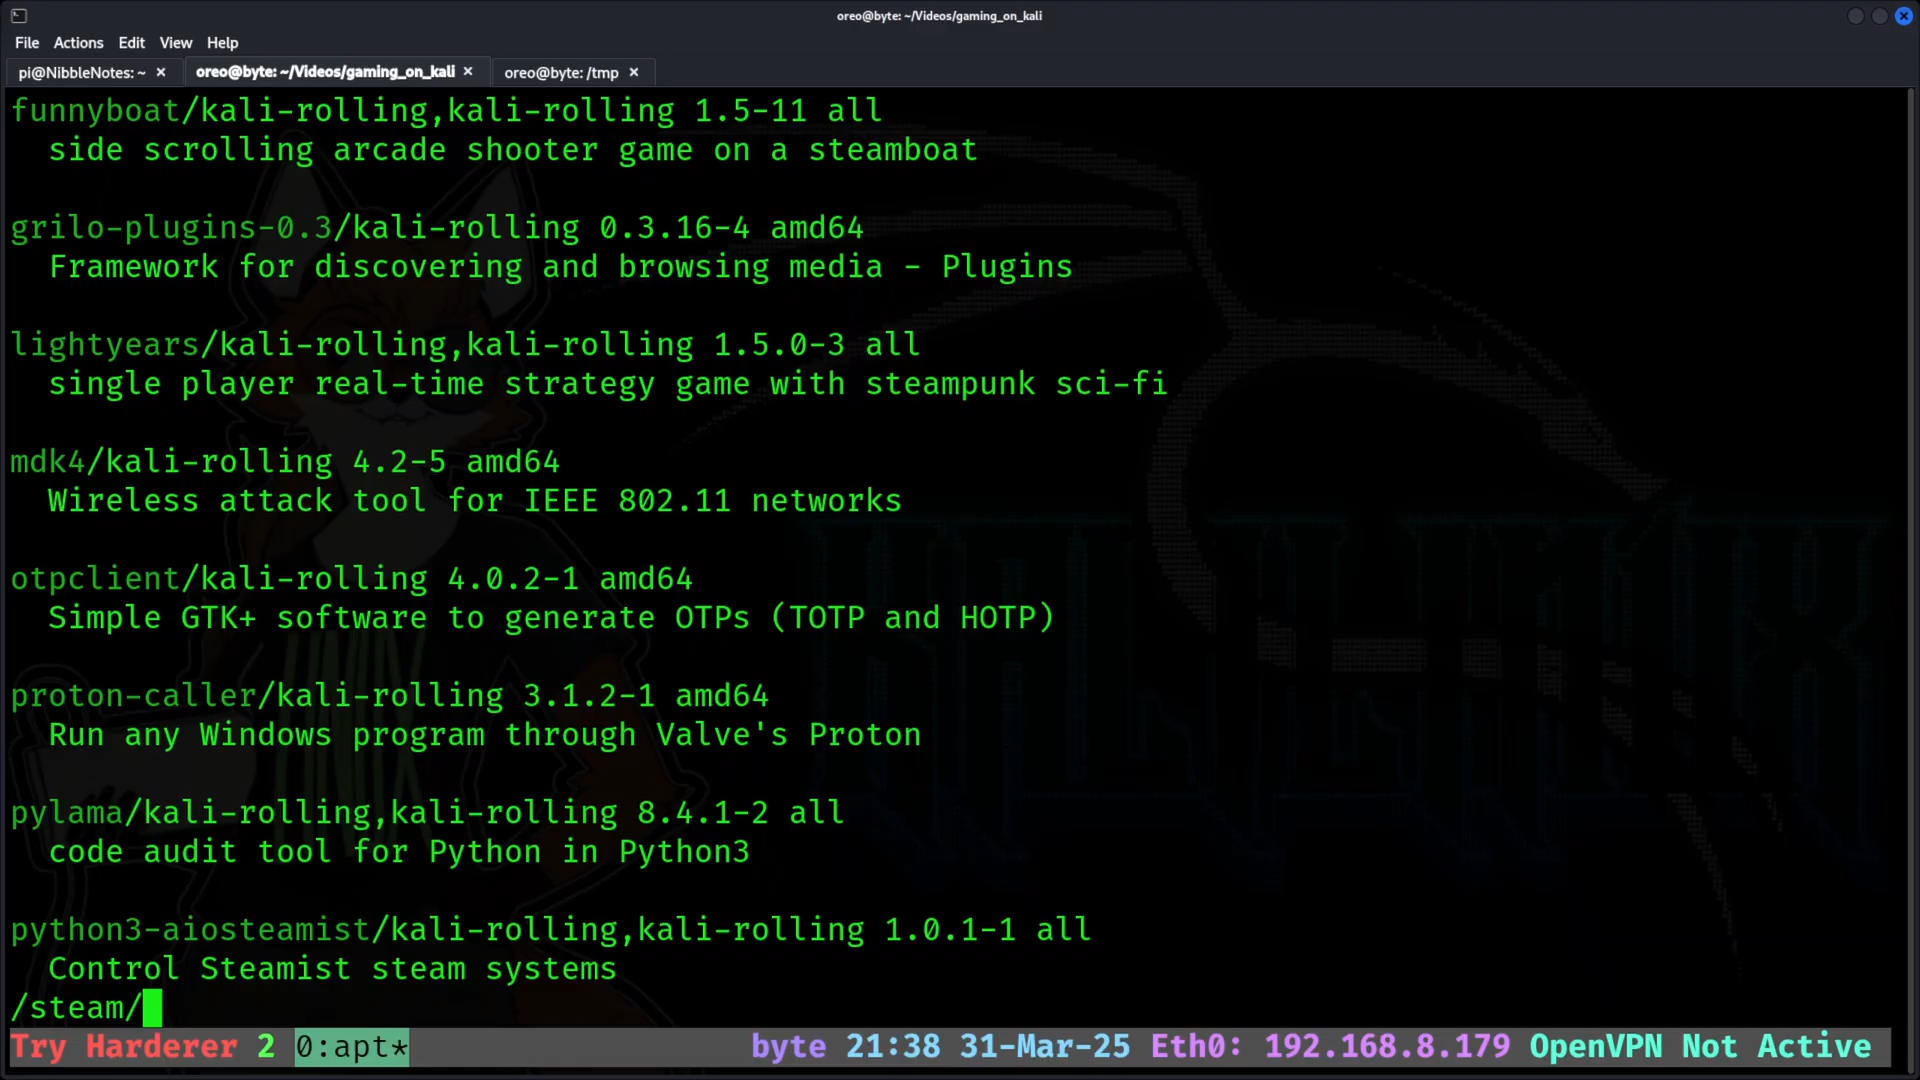 oreo@byte: ~/Videos/gaming_on_kali
File Actions Edit View Help
pi@NibbleNotes: ~ × oreo@byte: ~/Videos/gaming_on_kali × oreo@byte: /tmp ×
funnyboat/kali-rolling,kali-rolling 1.5-11 all
side scrolling arcade shooter game on a steamboat
grilo-plugins-0.3/kali-rolling 0.3.16-4 amd64
Framework for discovering and browsing media - Plugins
lightyears/kali-rolling,kali-rolling 1.5.0-3 all
single player real-time strategy game with steampunk sci-fi
mdk4/kali-rolling 4.2-5 amd64
Wireless attack tool for IEEE 802.11 networks
otpclient/kali-rolling 4.0.2-1 amd64
Simple GTK+ software to generate OTPs (TOTP and HOTP)
proton-caller/kali-rolling 3.1.2-1 amd64
Run any Windows program through Valve's Proton
pylama/kali-rolling,kali-rolling 8.4.1-2 all
code audit tool for Python in Python3
python3-aiosteamist/kali-rolling,kali-rolling 1.0.1-1 all
Control Steamist steam systems
/steam/
Try Harderer 2 0:apt* byte 21:38 31-Mar-25 Eth0: 192.168.8.179 OpenVPN Not Active